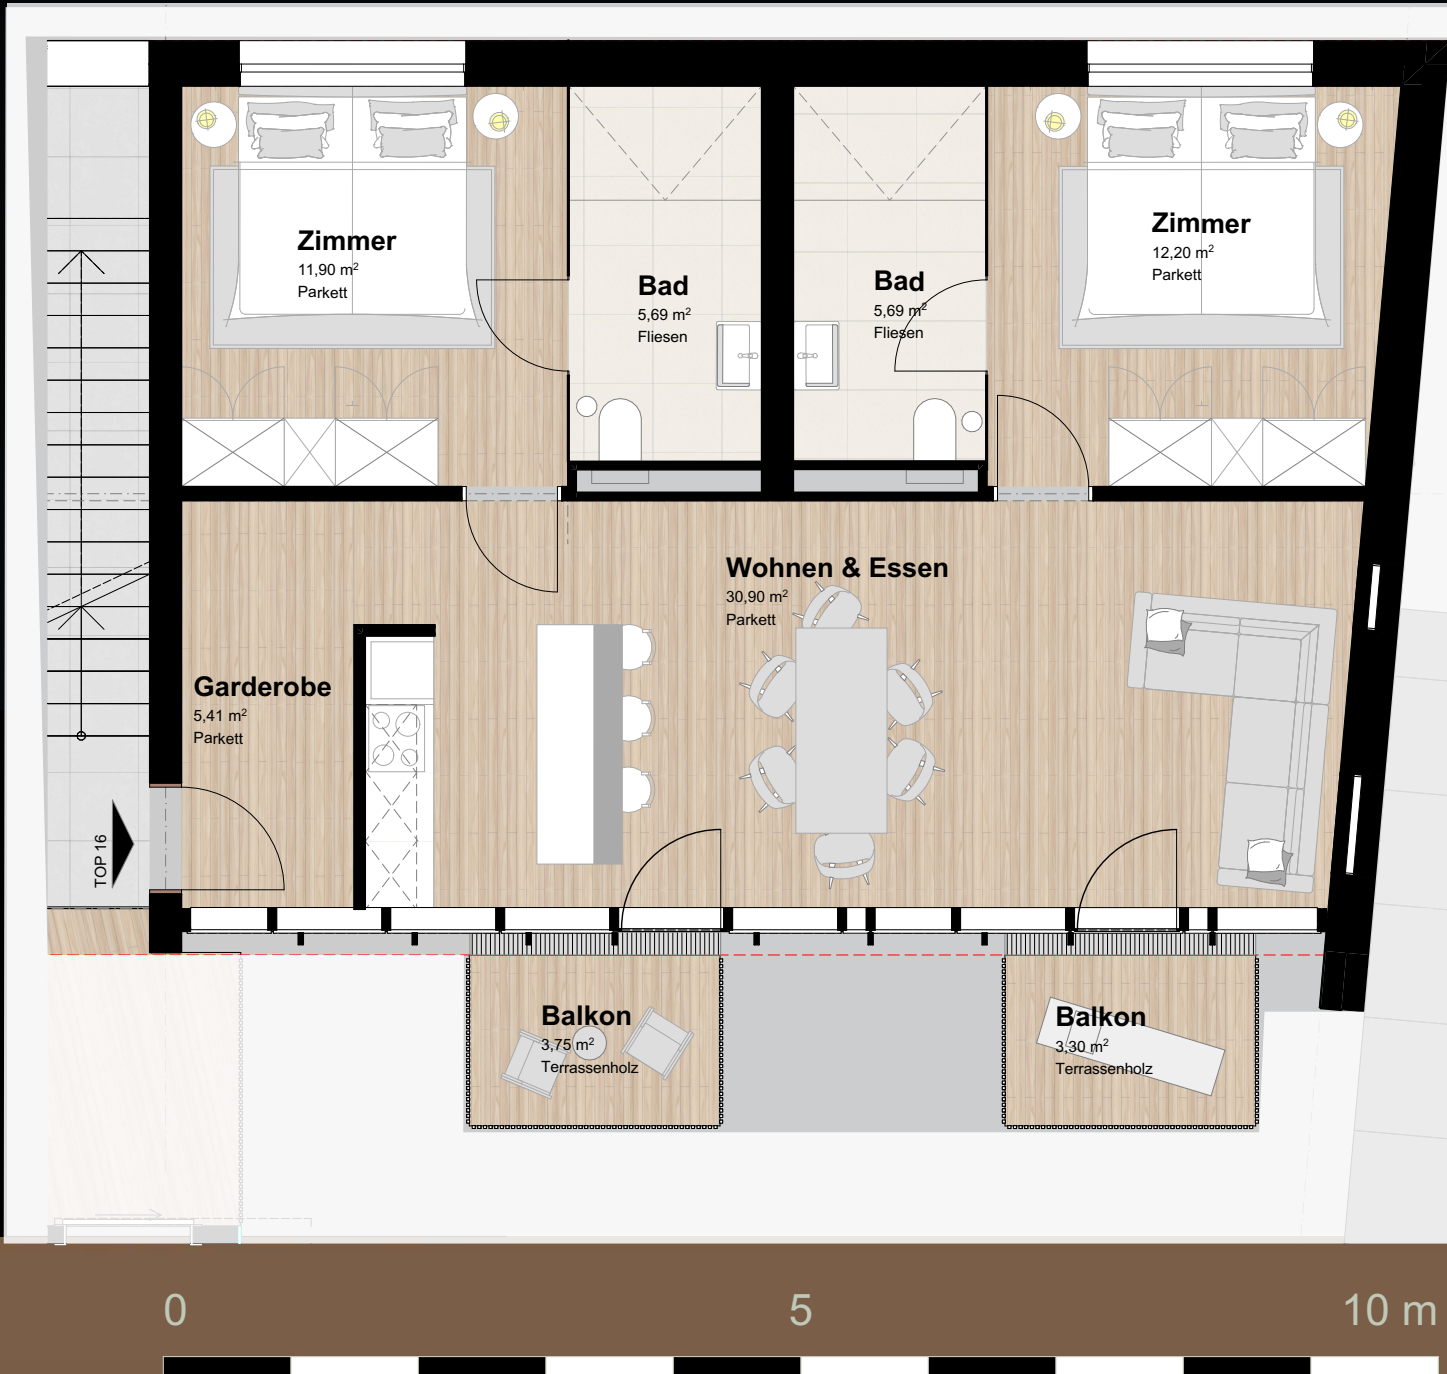 Zimmer
11,90 m²
Parkett
Bad
5,69 m²
Fliesen
Bad
5,69 m²
Fliesen
Zimmer
12,20 m²
Parkett
Wohnen & Essen
30,90 m²
Parkett
Garderobe
5,41 m²
Parkett
TOP 16
Balkon
3,75 m²
Terrassenholz
Balkon
3,30 m²
Terrassenholz
0 5 10 m